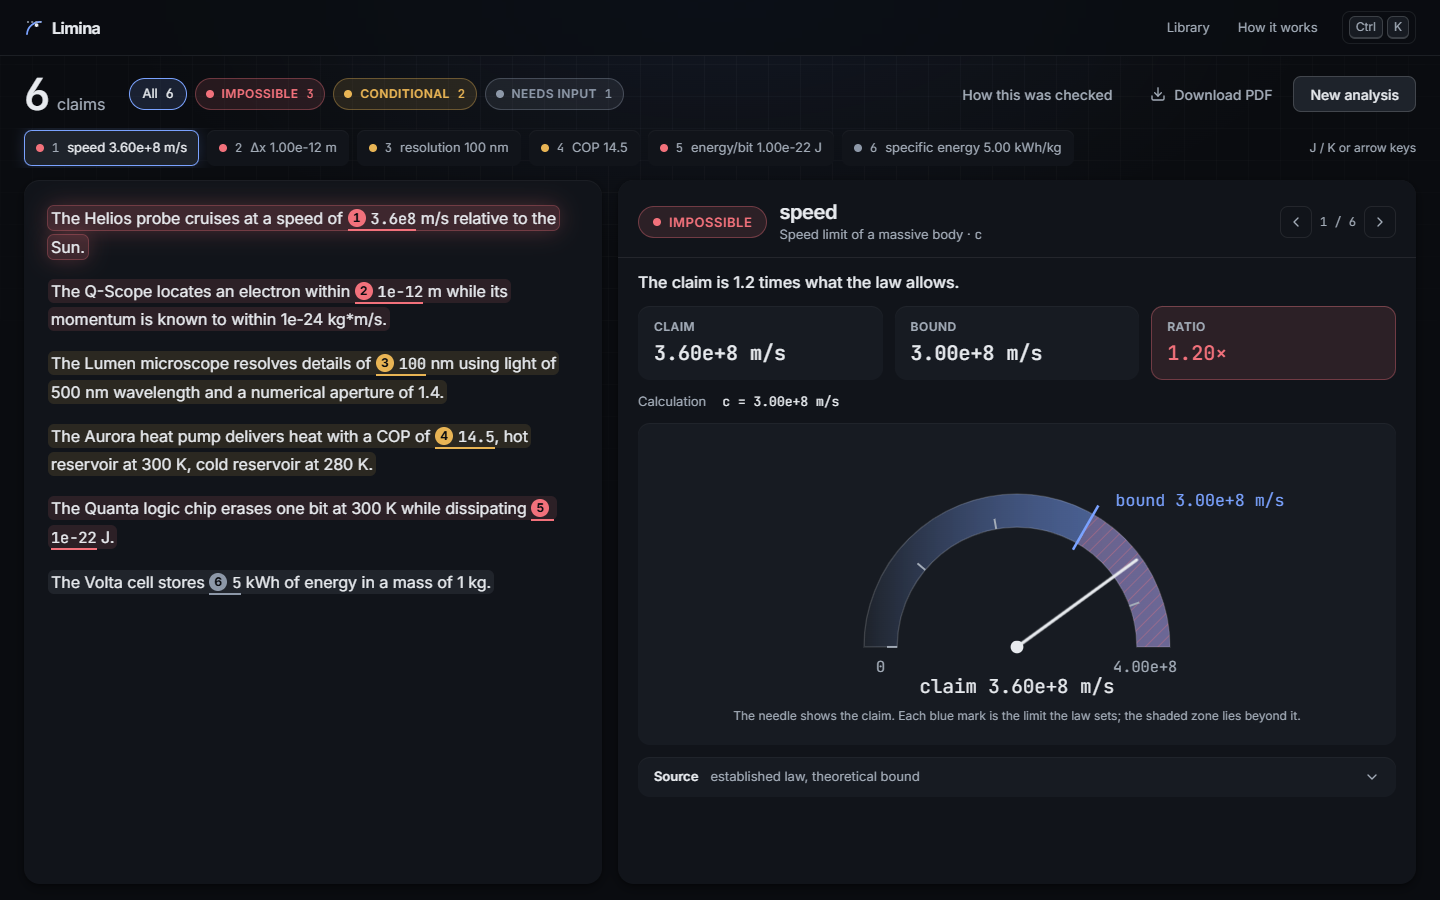 Limina
Library
How it works
Ctrl K
6 claims
All 6
IMPOSSIBLE 3
CONDITIONAL 2
NEEDS INPUT 1
How this was checked
Download PDF
New analysis
1 speed 3.60e+8 m/s
2 Δx 1.00e-12 m
3 resolution 100 nm
4 COP 14.5
5 energy/bit 1.00e-22 J
6 specific energy 5.00 kWh/kg
J / K or arrow keys
The Helios probe cruises at a speed of 1 3.6e8 m/s relative to the
Sun.
The Q-Scope locates an electron within 2 1e-12 m while its
momentum is known to within 1e-24 kg*m/s.
The Lumen microscope resolves details of 3 100 nm using light of
500 nm wavelength and a numerical aperture of 1.4.
The Aurora heat pump delivers heat with a COP of 4 14.5, hot
reservoir at 300 K, cold reservoir at 280 K.
The Quanta logic chip erases one bit at 300 K while dissipating 5
1e-22 J.
The Volta cell stores 6 5 kWh of energy in a mass of 1 kg.
IMPOSSIBLE
speed
Speed limit of a massive body · c
1 / 6
The claim is 1.2 times what the law allows.
CLAIM
3.60e+8 m/s
BOUND
3.00e+8 m/s
RATIO
1.20×
Calculation c = 3.00e+8 m/s
bound 3.00e+8 m/s
0
4.00e+8
claim 3.60e+8 m/s
The needle shows the claim. Each blue mark is the limit the law sets; the shaded zone lies beyond it.
Source established law, theoretical bound